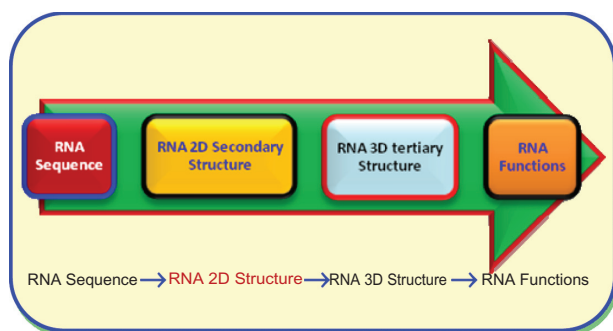 RNA
Sequence
RNA 2D Secondary
Structure
RNA 3D tertiary
Structure
RNA
Functions
RNA Sequence → RNA 2D Structure → RNA 3D Structure → RNA Functions